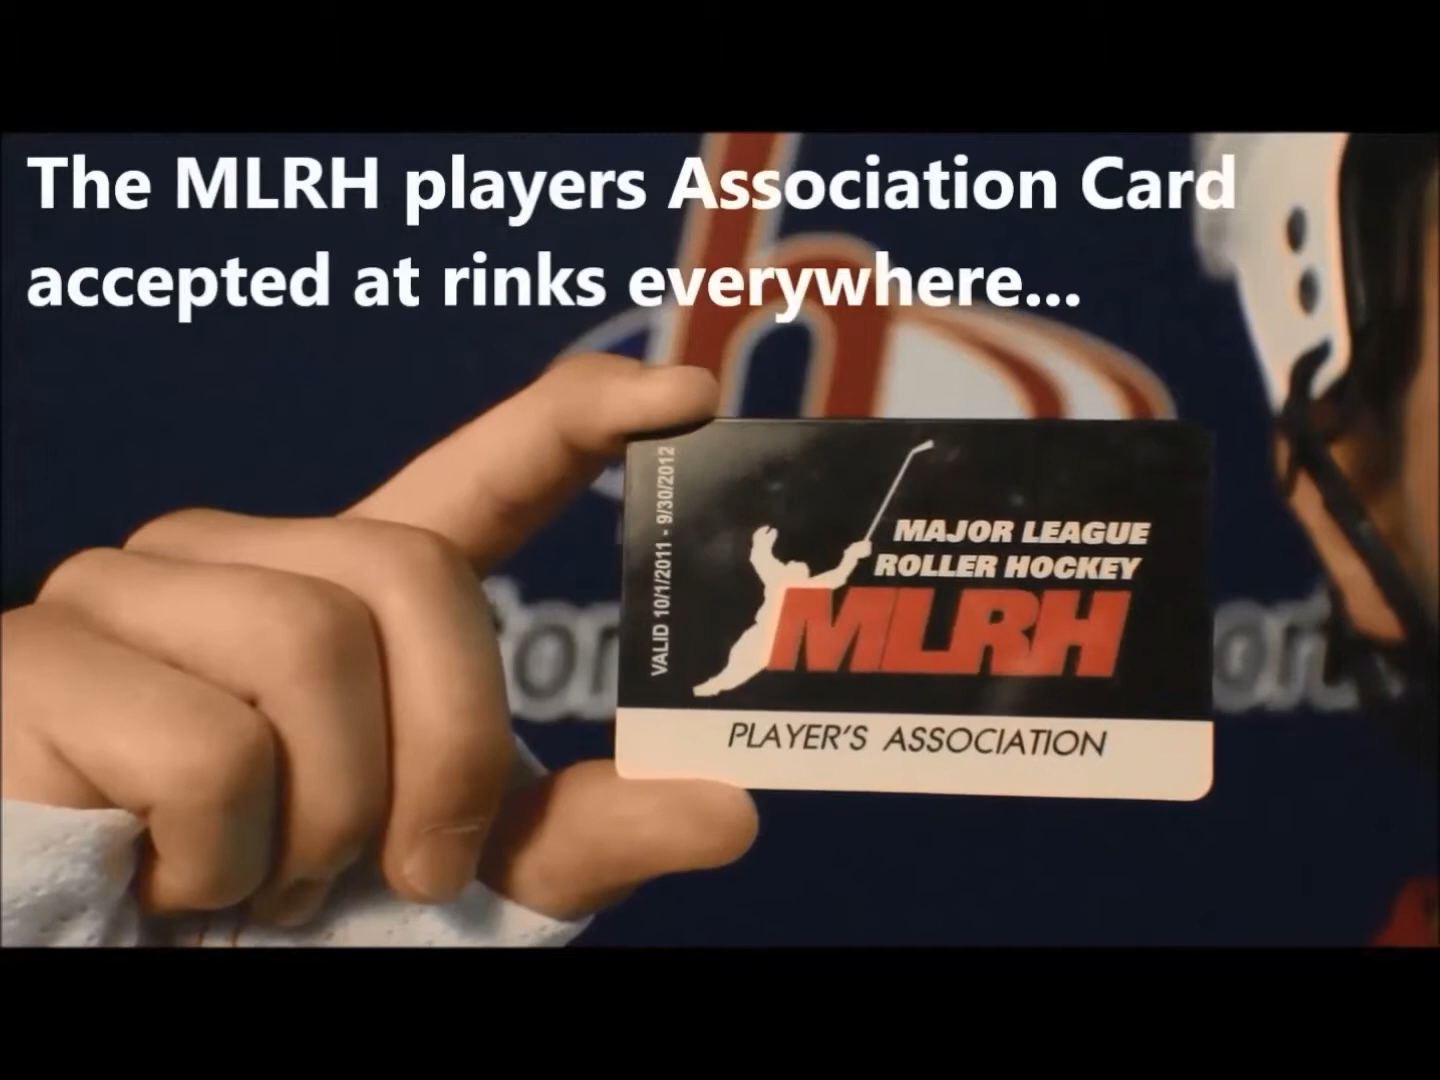 The MLRH players Association Card
accepted at rinks everywhere...
VALID 10/1/2011 - 9/30/2012
MAJOR LEAGUE
ROLLER HOCKEY
MLRH
PLAYER'S ASSOCIATION